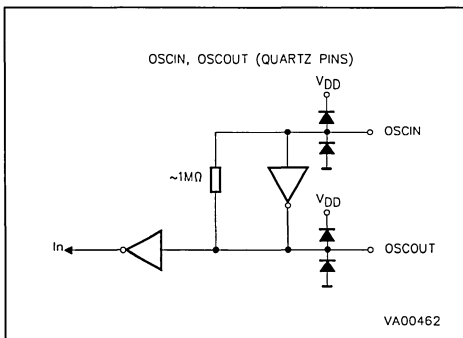 OSCIN, OSCOUT (QUARTZ PINS)
VDD
OSCIN
~1MΩ
VDD
In
OSCOUT
VA00462